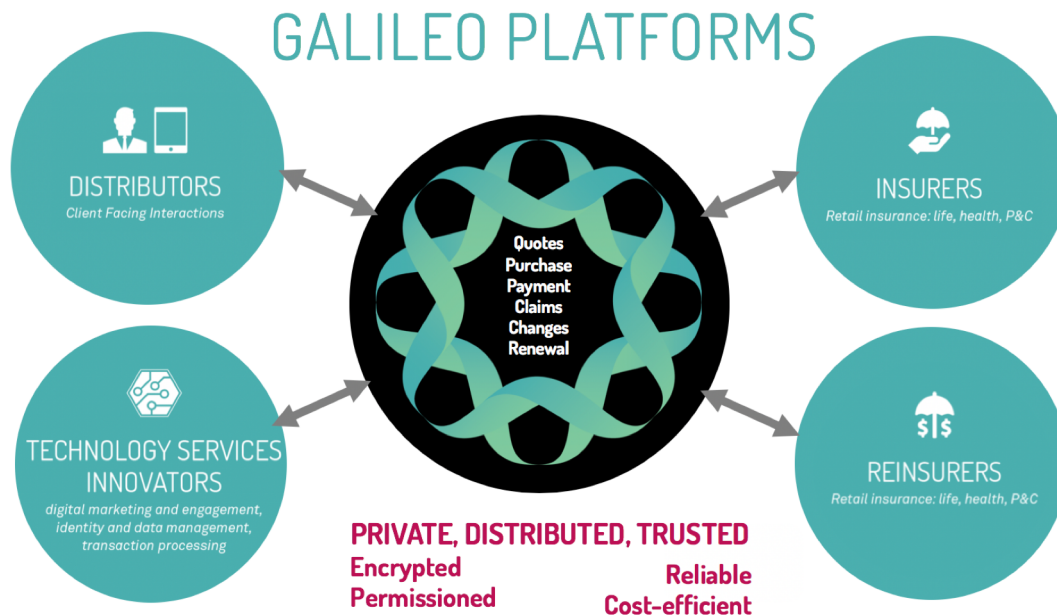 GALILEO PLATFORMS
DISTRIBUTORS
Client Facing Interactions
INSURERS
Retail insurance: life, health, P&C
Quotes
Purchase
Payment
Claims
Changes
Renewal
TECHNOLOGY SERVICES
INNOVATORS
digital marketing and engagement,
identity and data management,
transaction processing
$ $
REINSURERS
Retail insurance: life, health, P&C
PRIVATE, DISTRIBUTED, TRUSTED
Encrypted
Permissioned
Reliable
Cost-efficient